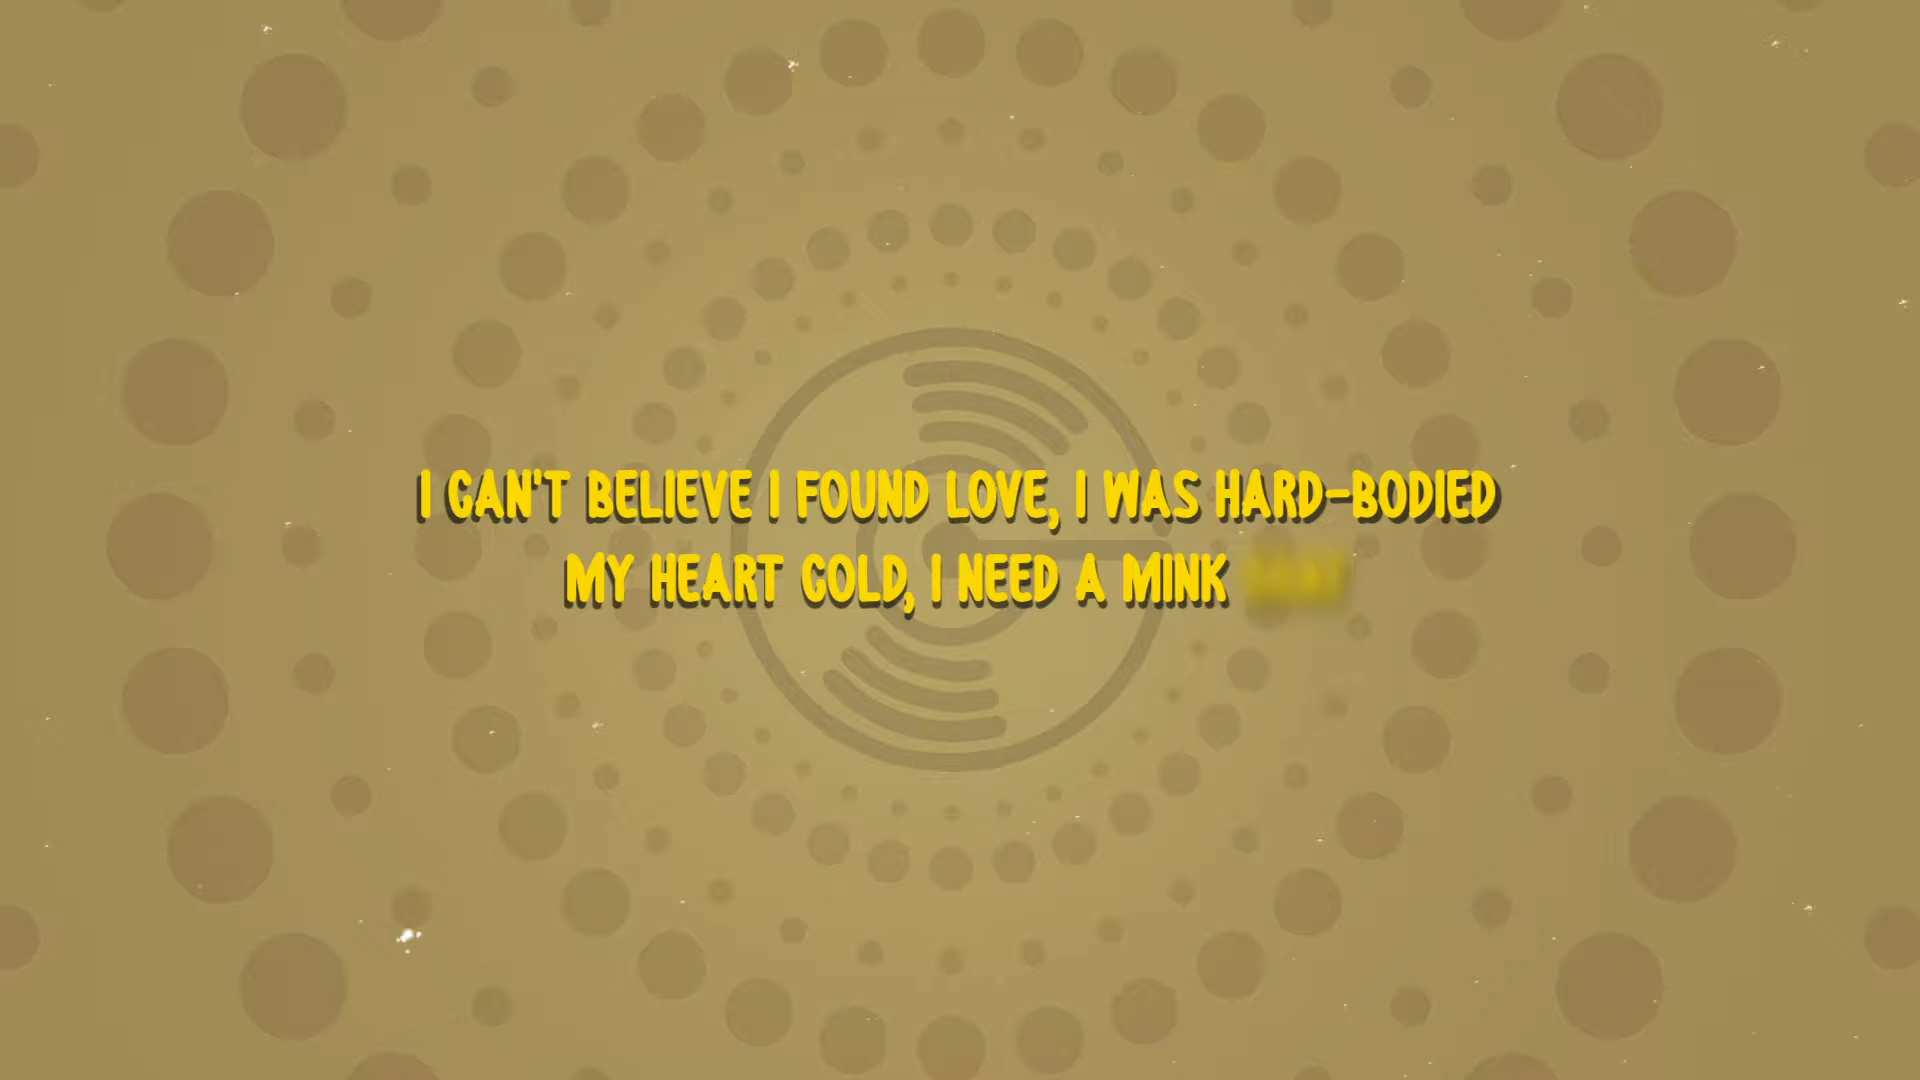 I CAN'T BELIEVE I FOUND LOVE, I WAS HARD-BODIED
MY HEART COLD, I NEED A MINK